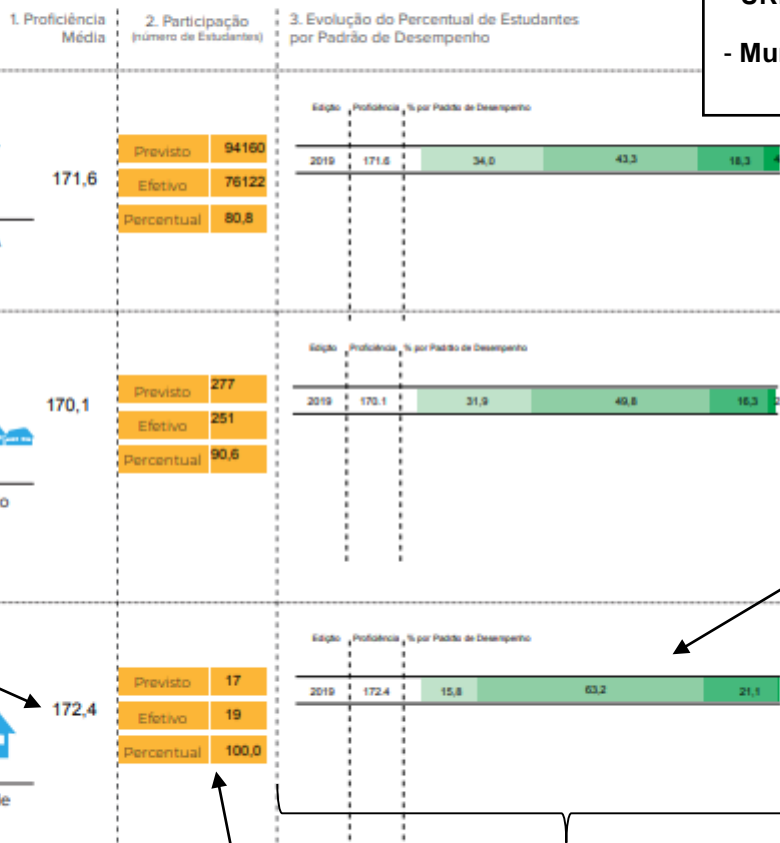 1. Proficiência Média
2. Participação
(número de Estudantes)
3. Evolução do Percentual de Estudantes
por Padrão de Desempenho
- Mu
Edição Proficiência % por Padrão de Desempenho
171,6
Previsto 94160
Efetivo 76122
Percentual 80,8
2019 171.6 34,0 43,3 18,3 4
Edição Proficiência % por Padrão de Desempenho
170,1
Previsto 277
Efetivo 251
Percentual 90,6
2019 170.1 31,9 49,8 16,3
o
Edição Proficiência % por Padrão de Desempenho
172,4
Previsto 17
Efetivo 19
Percentual 100,0
2019 172.4 15,8 63,2 21,1
le